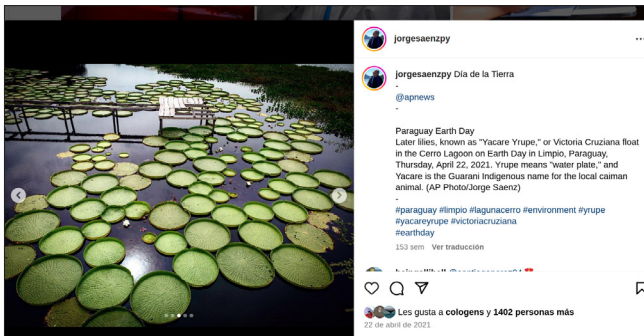 jorgesaenzpy
jorgesaenzpy Día de la Tierra
-
@apnews
-
Paraguay Earth Day
Later lilies, known as "Yacare Yrupe," or Victoria Cruziana float
in the Cerro Lagoon on Earth Day in Limpio, Paraguay,
Thursday, April 22, 2021. Yrupe means "water plate," and
Yacare is the Guarani Indigenous name for the local caiman
animal. (AP Photo/Jorge Saenz)
-
#paraguay #limpio #lagunacerro #environment #yrupe
#yacareyrupe #victoriacruziana
#earthday
153 sem Ver traducción
Les gusta a cologens y 1402 personas más
22 de abril de 2021